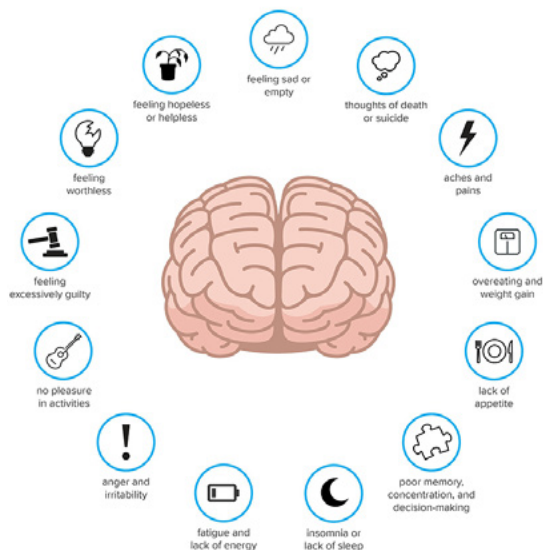 feeling sad or
empty
thoughts of death
or suicide
aches and
pains
overeating and
weight gain
lack of
appetite
poor memory,
concentration, and
decision-making
insomnia or
lack of sleep
fatigue and
lack of energy
anger and
irritability
no pleasure
in activities
feeling
excessively guilty
feeling
worthless
feeling hopeless
or helpless